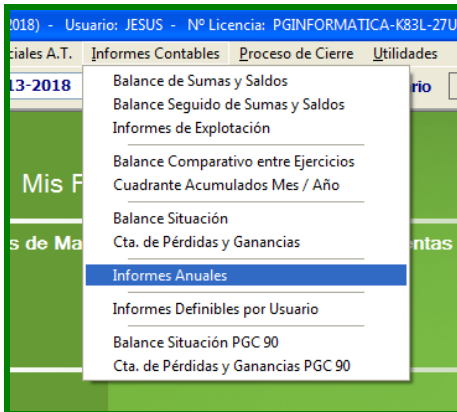 2018) - Usuario: JESUS - Nº Licencia: PGINFORMATICA-K83L-27U
ciales A.T. Informes Contables Proceso de Cierre Utilidades
13-2018 rio
Balance de Sumas y Saldos
Balance Seguido de Sumas y Saldos
Informes de Explotación
Balance Comparativo entre Ejercicios
Cuadrante Acumulados Mes / Año
Mis F
Balance Situación
Cta. de Pérdidas y Ganancias
s de Ma entas
Informes Anuales
Informes Definibles por Usuario
Balance Situación PGC 90
Cta. de Pérdidas y Ganancias PGC 90